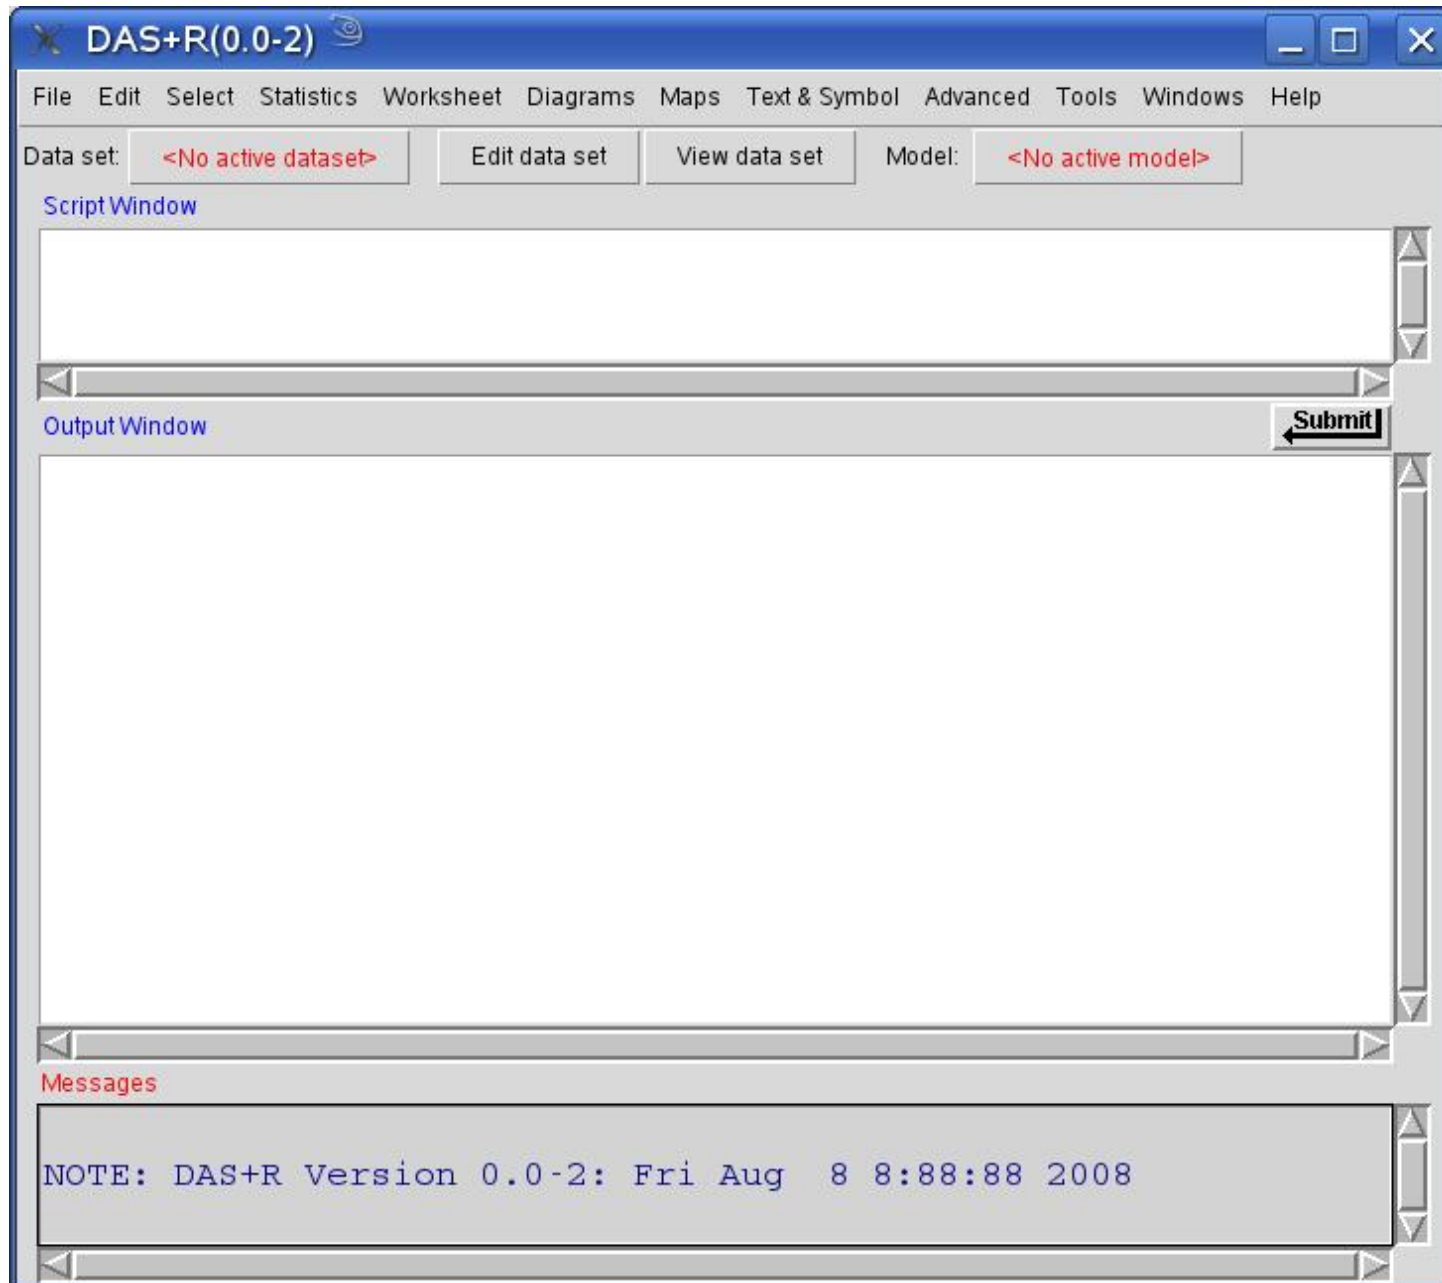 DAS+R(0.0-2)
File Edit Select Statistics Worksheet Diagrams Maps Text & Symbol Advanced Tools Windows Help
Data set: <No active dataset> Edit data set View data set Model: <No active model>
Script Window
Output Window Submit
Messages
NOTE: DAS+R Version 0.0-2: Fri Aug  8 8:88:88 2008